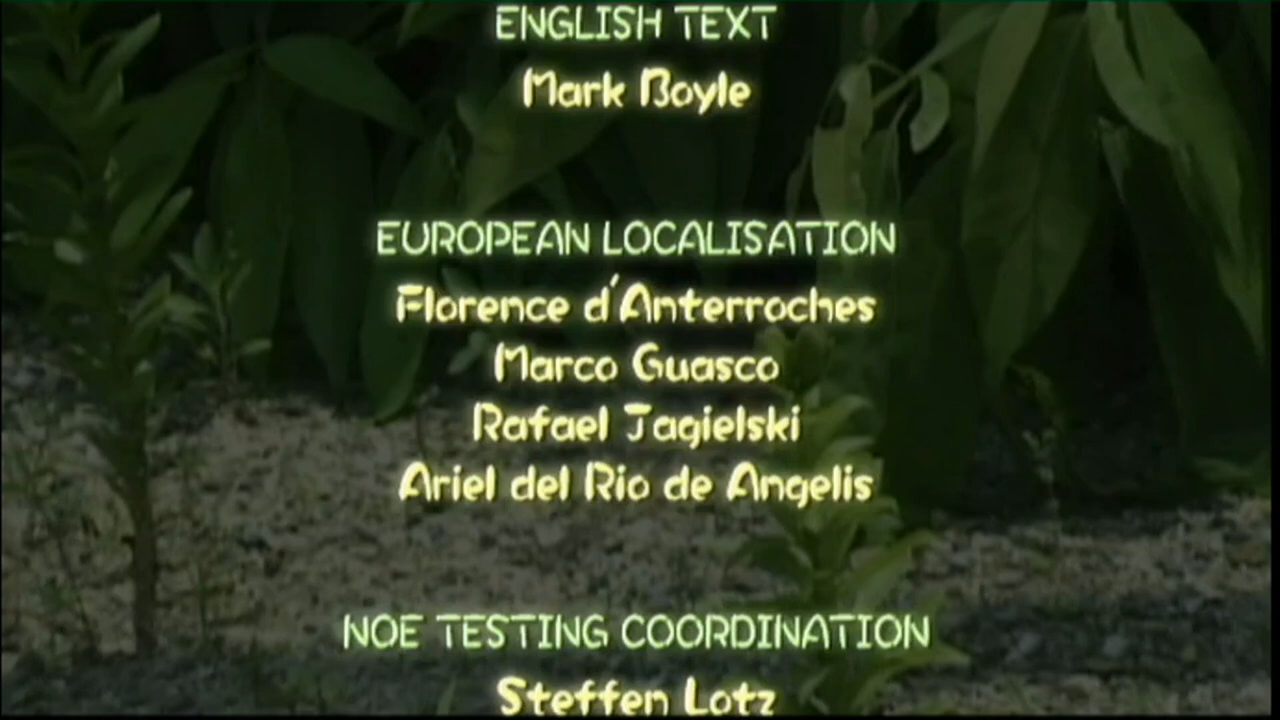 ENGLISH TEXT
Mark Boyle
EUROPEAN LOCALISATION
Florence d'Anterroches
Marco Guasco
Rafael Jagielski
Ariel del Rio de Angelis
NOE TESTING COORDINATION
Steffen Lotz